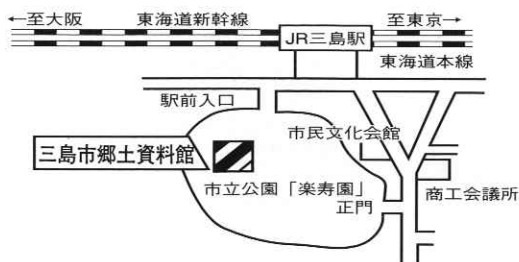 ←至大阪
東海道新幹線
JR三島駅
至東京→
東海道本線
駅前入口
市民文化会館
三島市郷土資料館
市立公園「楽寿園」
正門
商工会議所